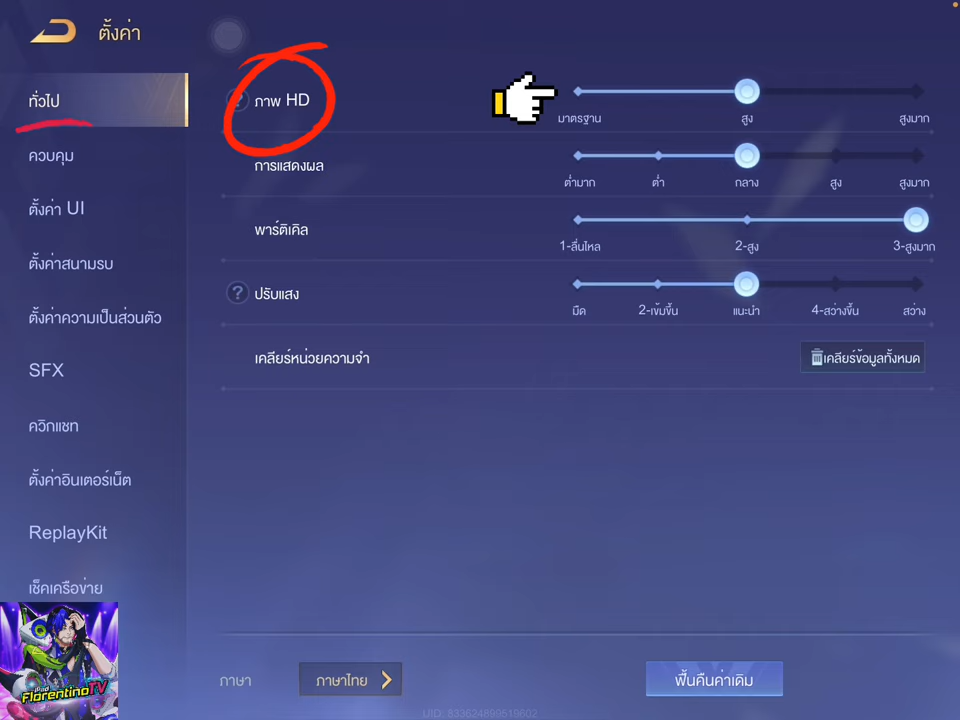 ตั้งค่า
ทั่วไป
ควบคุม
ตั้งค่า UI
ตั้งค่าสนามรบ
ตั้งค่าความเป็นส่วนตัว
SFX
ควิกแชท
ตั้งค่าอินเตอร์เน็ต
ReplayKit
เช็คเครือข่าย
? ภาพ HD
มาตรฐาน สูง สูงมาก
การแสดงผล
ต่ำมาก ต่ำ กลาง สูง สูงมาก
พาร์ติเคิล
1-ลื่นไหล 2-สูง 3-สูงมาก
? ปรับแสง
มืด 2-เข้มขึ้น แนะนำ 4-สว่างขึ้น สว่าง
เคลียร์หน่วยความจำ
เคลียร์ข้อมูลทั้งหมด
FlorentinoTV
ภาษา
ภาษาไทย
ฟื้นคืนค่าเดิม
UID: 833624899519602